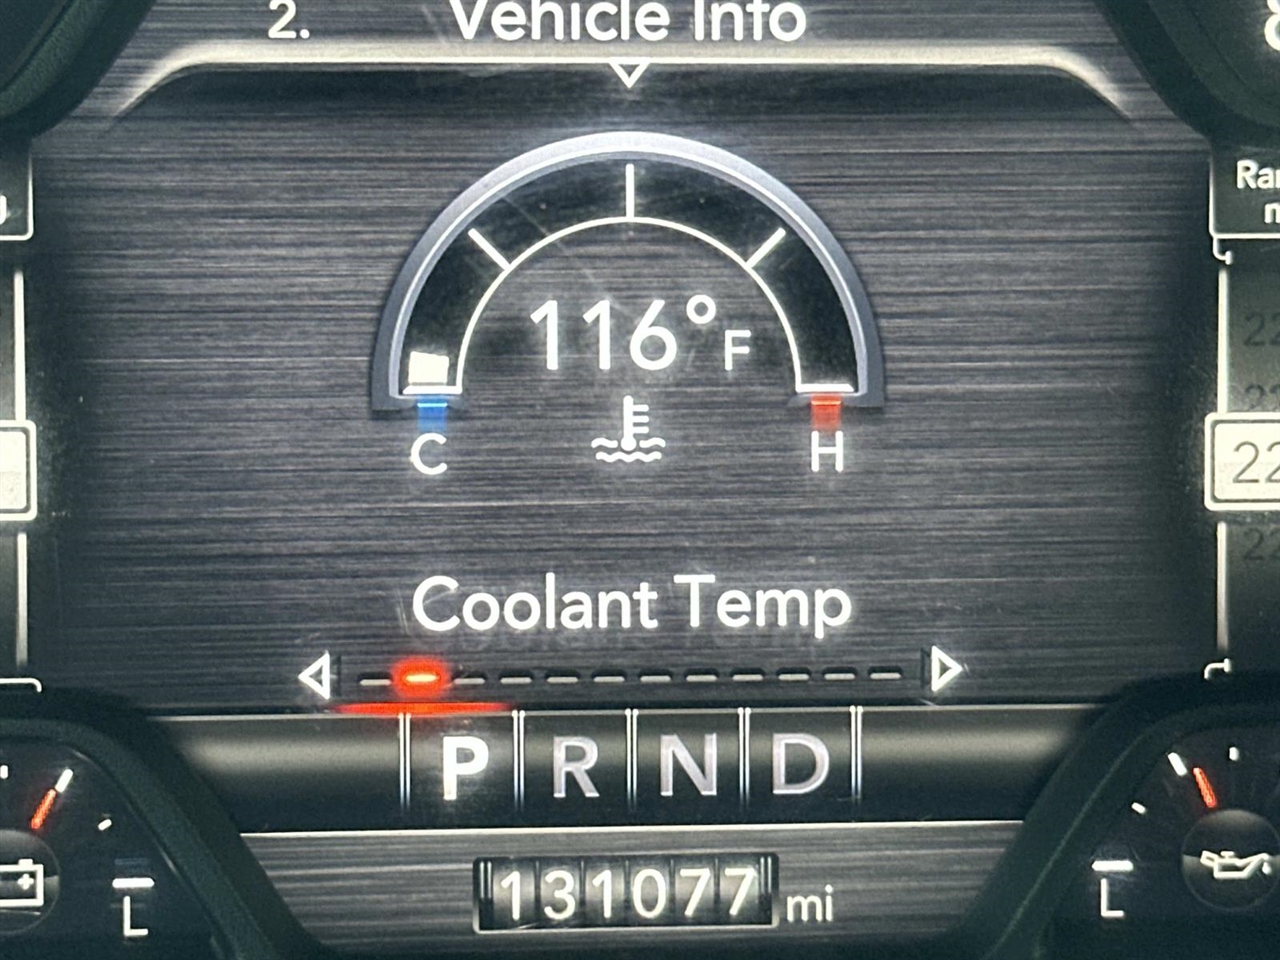 2. Vehicle Info
116°F
C H
Coolant Temp
P R N D
131077 mi
L L